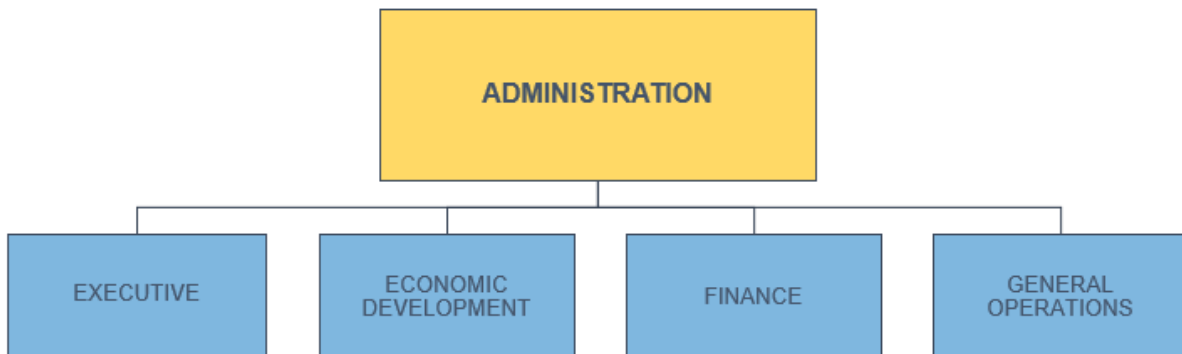 ADMINISTRATION
EXECUTIVE
ECONOMIC
DEVELOPMENT
FINANCE
GENERAL
OPERATIONS